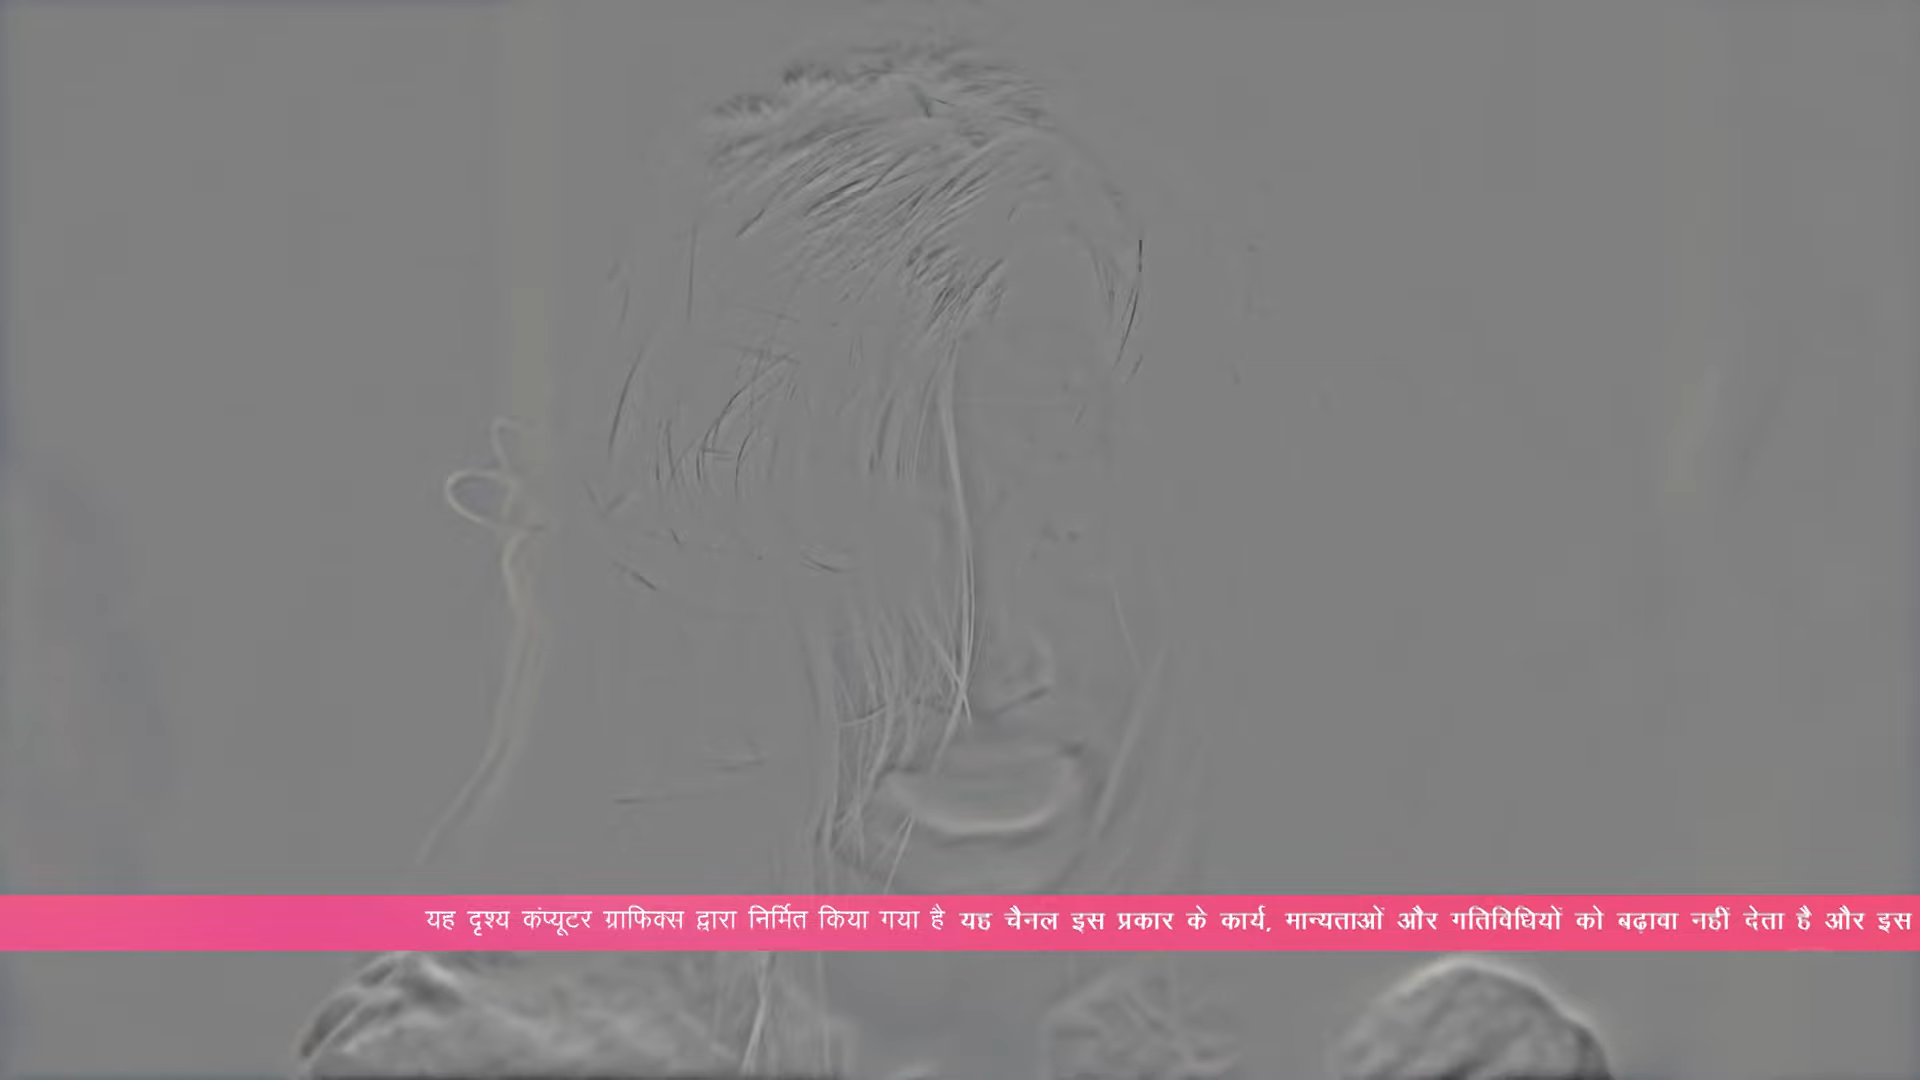 यह दृश्य कंप्यूटर ग्राफिक्स द्वारा निर्मित किया गया है यह चैनल इस प्रकार के कार्य, मान्यताओं और गतिविधियों को बढ़ावा नहीं देता है और इस